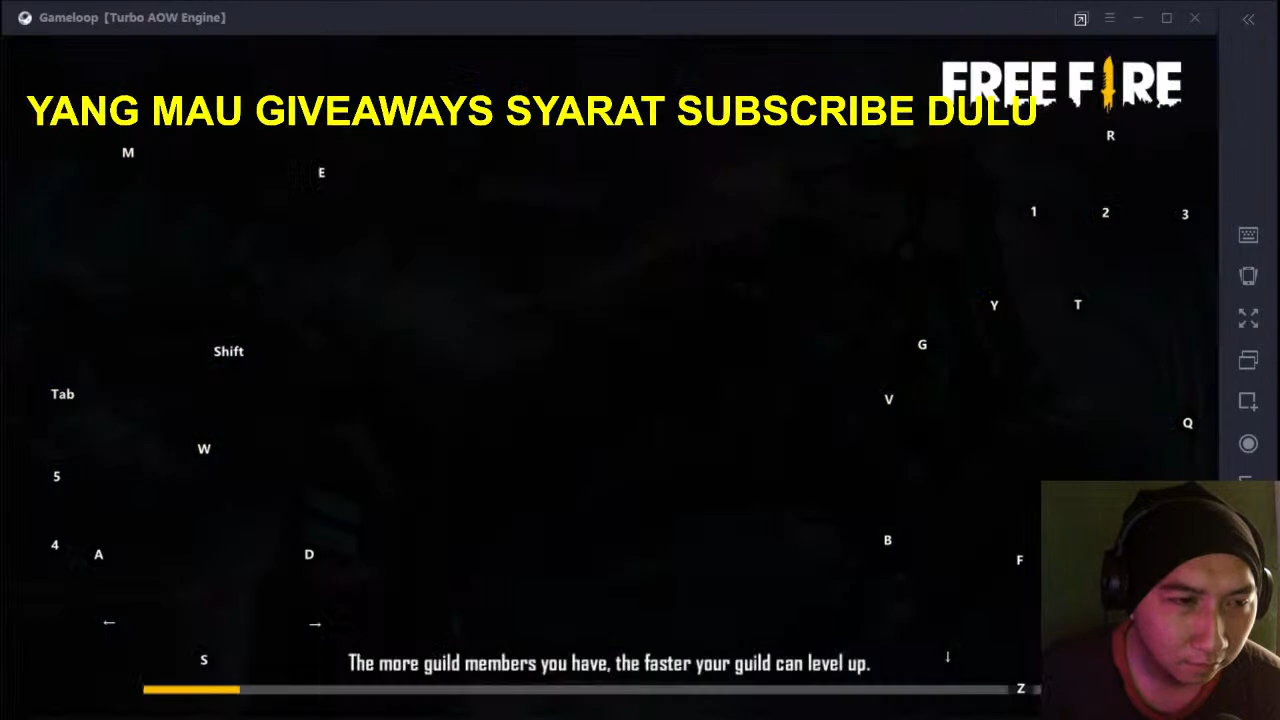 Gameloop [Turbo AOW Engine]
FREE FIRE
YANG MAU GIVEAWAYS SYARAT SUBSCRIBE DULU
R
M
E
1 2 3
Y T
G
Shift
Tab
V
Q
W
5
B
4
A D
F
← →
S
The more guild members you have, the faster your guild can level up.
↓
Z